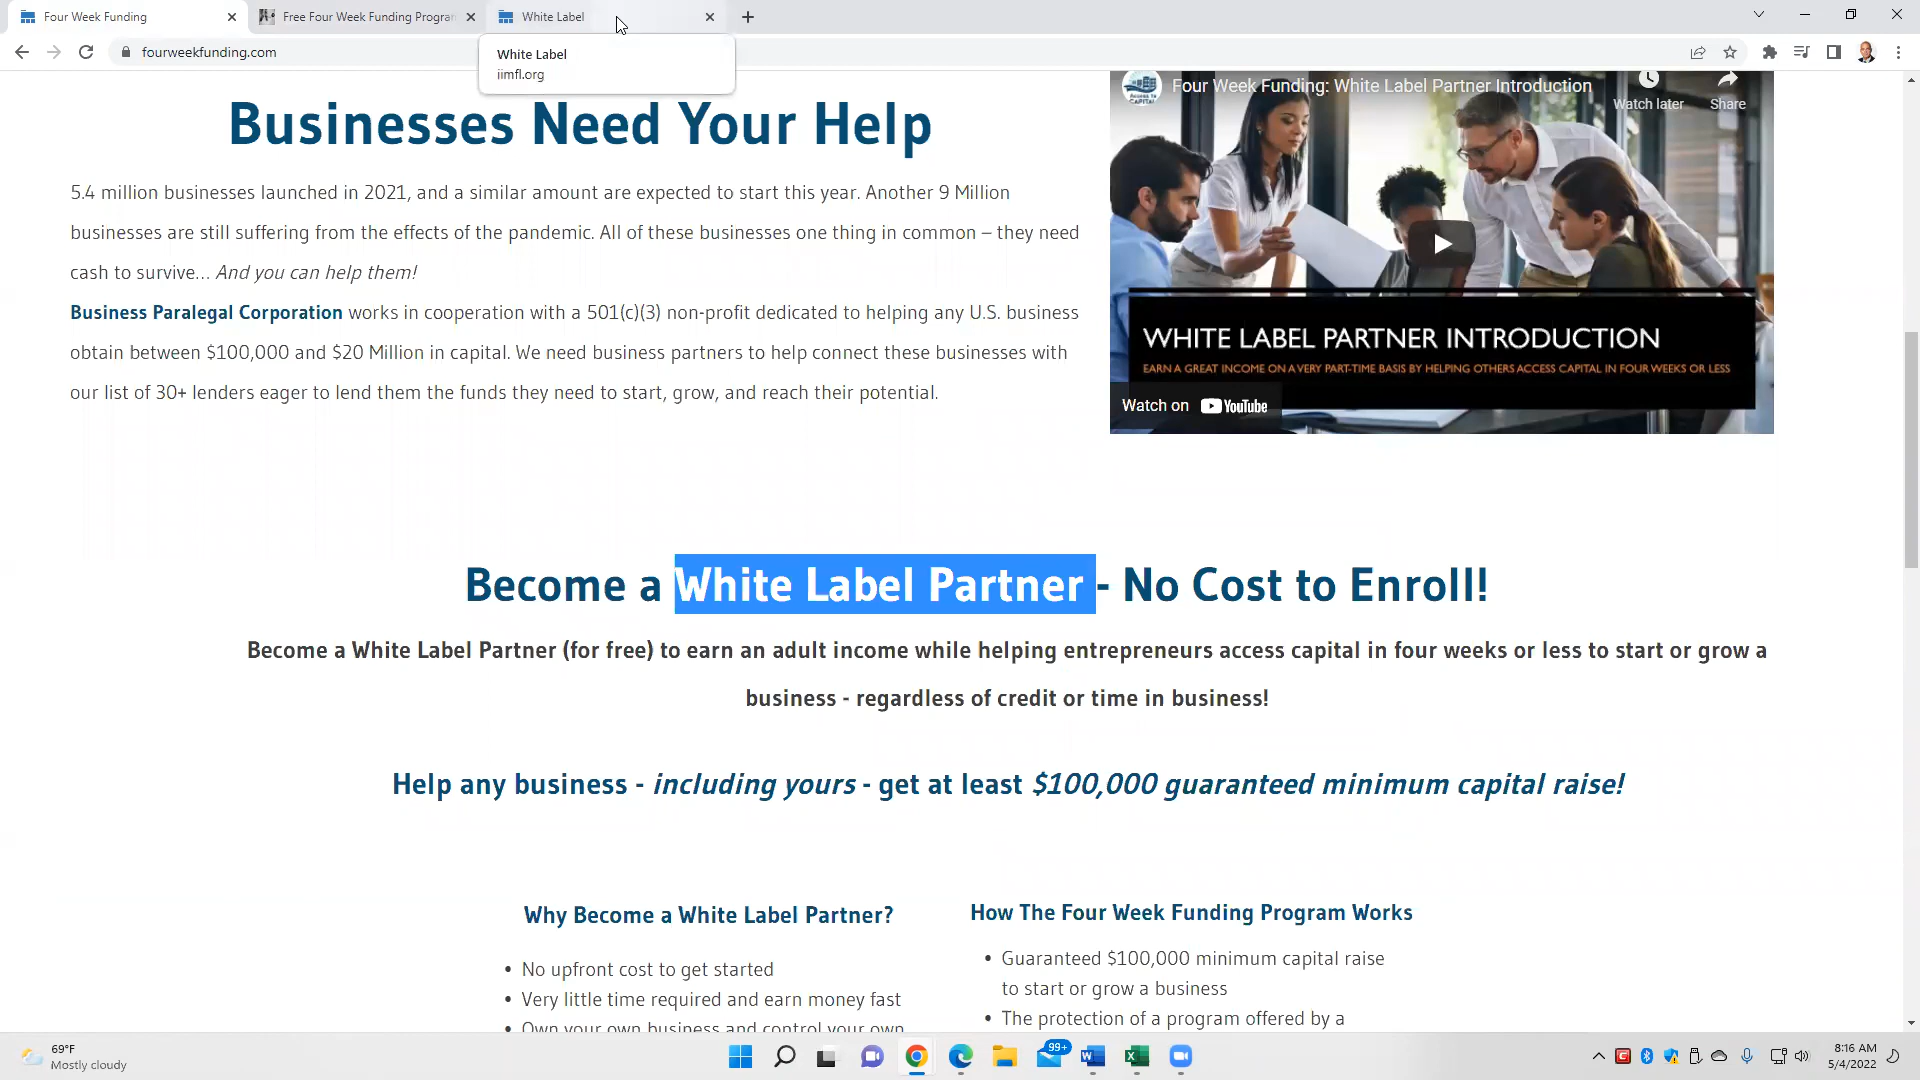 Four Week Funding
Free Four Week Funding Program
White Label
fourweekfunding.com
White Label
iimfl.org
Businesses Need Your Help
5.4 million businesses launched in 2021, and a similar amount are expected to start this year. Another 9 Million
businesses are still suffering from the effects of the pandemic. All of these businesses one thing in common – they need
cash to survive... And you can help them!
Business Paralegal Corporation works in cooperation with a 501(c)(3) non-profit dedicated to helping any U.S. business
obtain between $100,000 and $20 Million in capital. We need business partners to help connect these businesses with
our list of 30+ lenders eager to lend them the funds they need to start, grow, and reach their potential.
Four Week Funding: White Label Partner Introduction
Watch later
Share
WHITE LABEL PARTNER INTRODUCTION
EARN A GREAT INCOME ON A VERY PART-TIME BASIS BY HELPING OTHERS ACCESS CAPITAL IN FOUR WEEKS OR LESS
Watch on YouTube
Become a White Label Partner - No Cost to Enroll!
Become a White Label Partner (for free) to earn an adult income while helping entrepreneurs access capital in four weeks or less to start or grow a
business - regardless of credit or time in business!
Help any business - including yours - get at least $100,000 guaranteed minimum capital raise!
Why Become a White Label Partner?
• No upfront cost to get started
• Very little time required and earn money fast
• Own your own business and control your own
How The Four Week Funding Program Works
• Guaranteed $100,000 minimum capital raise
to start or grow a business
• The protection of a program offered by a
69°F
Mostly cloudy
99+
8:16 AM
5/4/2022